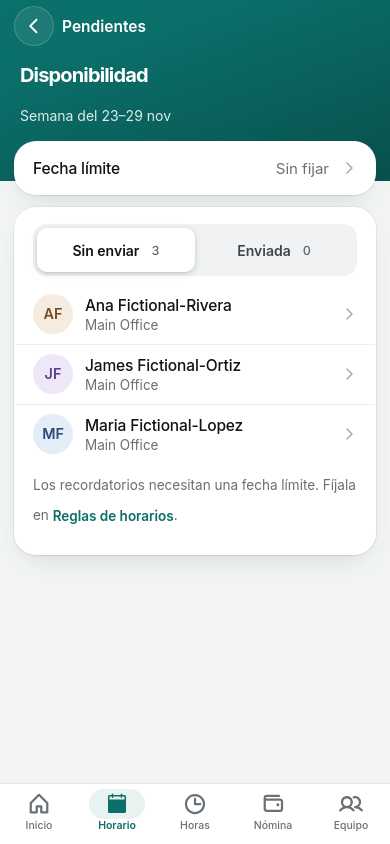 Pendientes
Disponibilidad
Semana del 23–29 nov
Fecha límite Sin fijar
Sin enviar 3 Enviada 0
AF Ana Fictional-Rivera
Main Office
JF James Fictional-Ortiz
Main Office
MF Maria Fictional-Lopez
Main Office
Los recordatorios necesitan una fecha límite. Fíjala
en Reglas de horarios.
Inicio Horario Horas Nómina Equipo